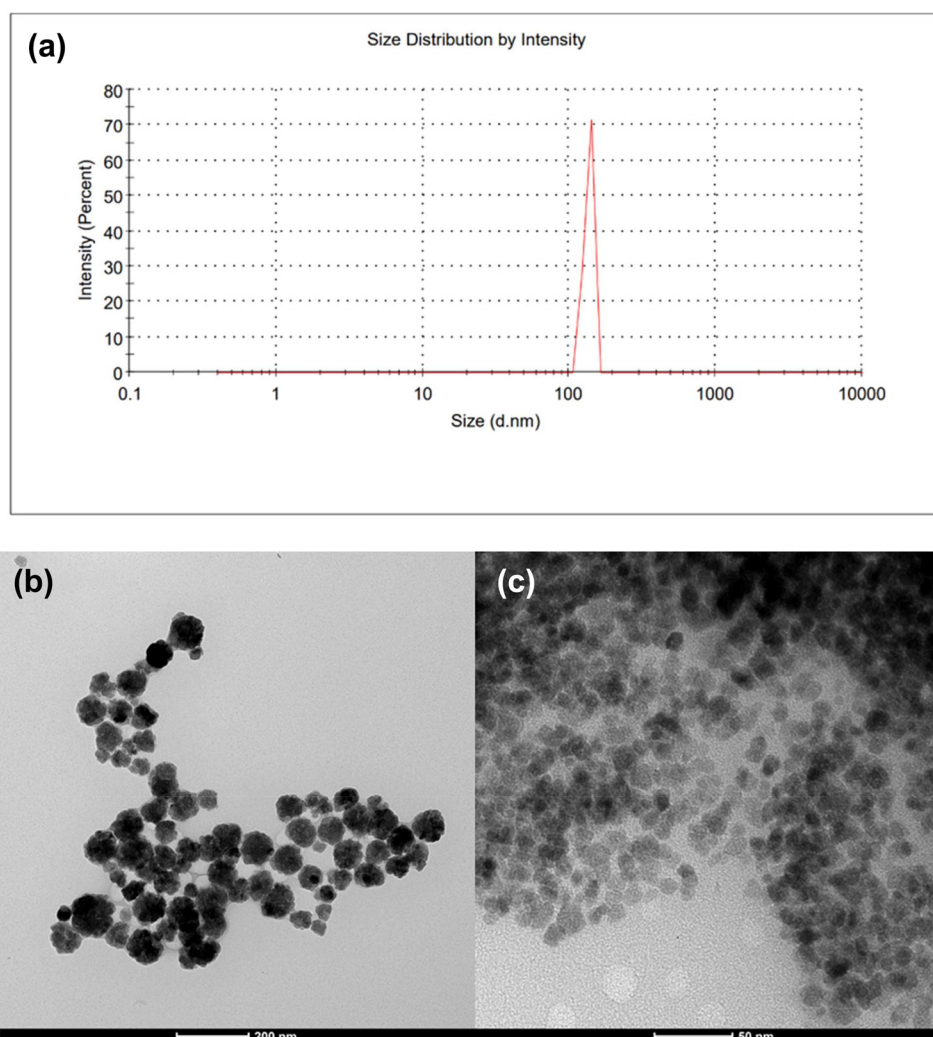 (a)
Size Distribution by Intensity
80
70
60
50
40
30
20
10
0
Intensity (Percent)
0.1 1 10 100 1000 10000
Size (d.nm)
(b)
(c)
200 nm
50 nm